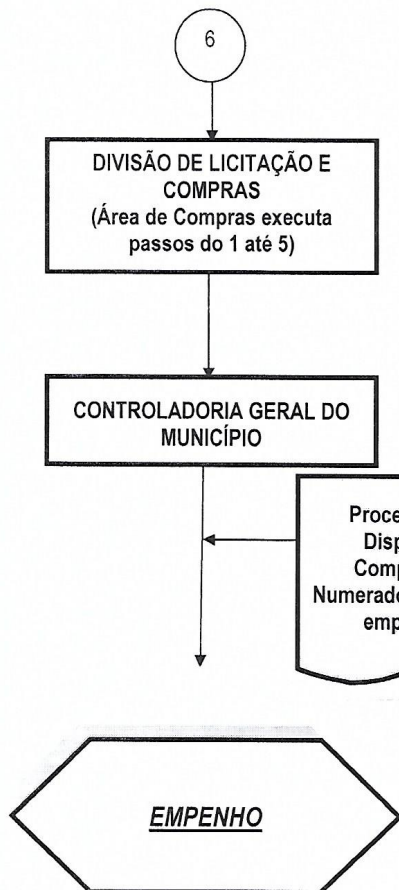 6
DIVISÃO DE LICITAÇÃO E
COMPRAS
(Área de Compras executa
passos do 1 até 5)
CONTROLADORIA GERAL DO
MUNICÍPIO
Proce
Disp
Comp
Numerado
emp
EMPENHO